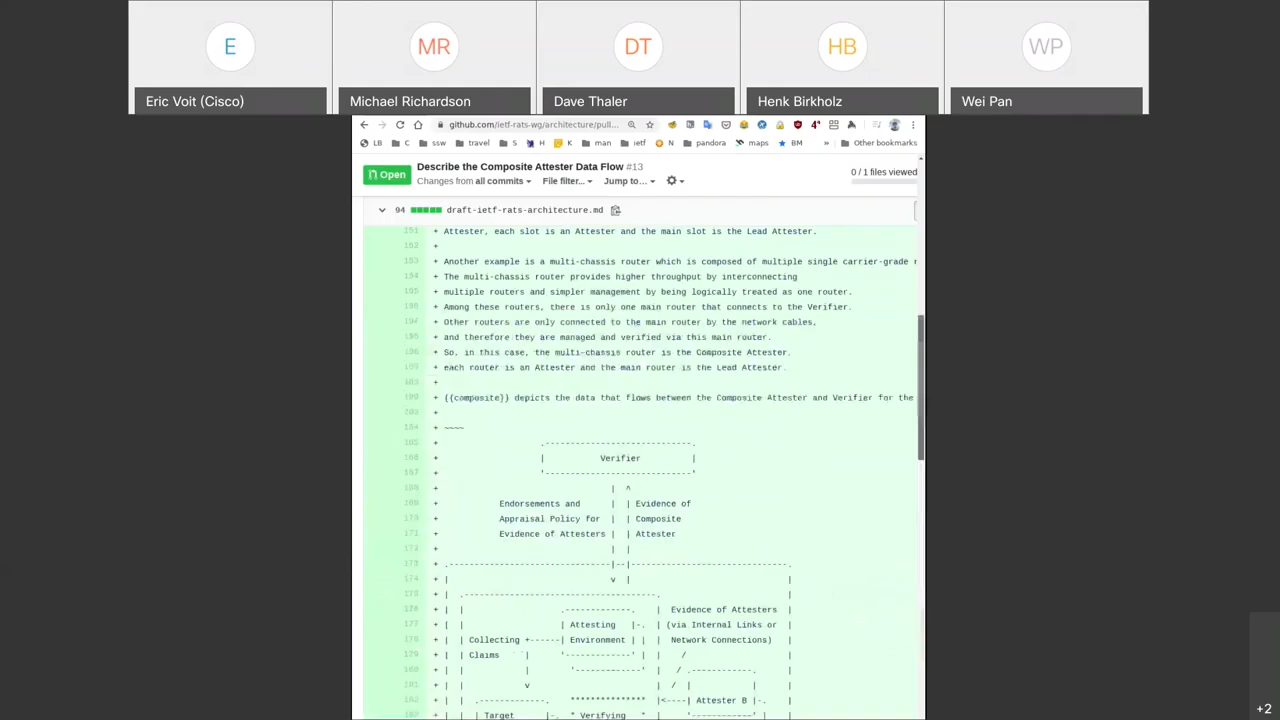 E MR DT HB WP
Eric Voit (Cisco) Michael Richardson Dave Thaler Henk Birkholz Wei Pan
github.com/ietf-rats-wg/architecture/pull...
LB C ssw travel S H K man ietf N pandora maps BM » Other bookmarks
Open Describe the Composite Attester Data Flow #13 0 / 1 files viewed
Changes from all commits File filter... Jump to...
94 draft-ietf-rats-architecture.md
+ Attester, each slot is an Attester and the main slot is the Lead Attester.
+
+ Another example is a multi-chassis router which is composed of multiple single carrier-grade r
+ The multi-chassis router provides higher throughput by interconnecting
+ multiple routers and simpler management by being logically treated as one router.
+ Among these routers, there is only one main router that connects to the Verifier.
+ Other routers are only connected to the main router by the network cables,
+ and therefore they are managed and verified via this main router.
+ So, in this case, the multi-chassis router is the Composite Attester.
+ each router is an Attester and the main router is the Lead Attester.
+
+ {{composite}} depicts the data that flows between the Composite Attester and Verifier for the
+
+ ~~~~
+ .---------------------------.
+ | Verifier |
+ '---------------------------'
+ | ^
+ Endorsements and | | Evidence of
+ Appraisal Policy for | | Composite
+ Evidence of Attesters | | Attester
+ | |
+ .------------------------------|--|-----------------------------.
+ | v | |
+ | .-------------------------------------. |
+ | | .------------. | Evidence of Attesters |
+ | | | Attesting |-. | (via Internal Links or |
+ | | Collecting +------| Environment | | | Network Connections) |
+ | | Claims | '------------' | | / |
+ | | | '------------' | / .-----------. |
+ | | v | / | | |
+ | | .------------. *************** |<----| Attester B |-. |
+ | | | Target |-. * Verifying * | '-----------' | |
+2